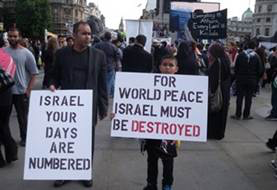 ISRAEL
YOUR
DAYS
ARE
NUMBERED
FOR
WORLD PEACE
ISRAEL MUST
BE DESTROYED